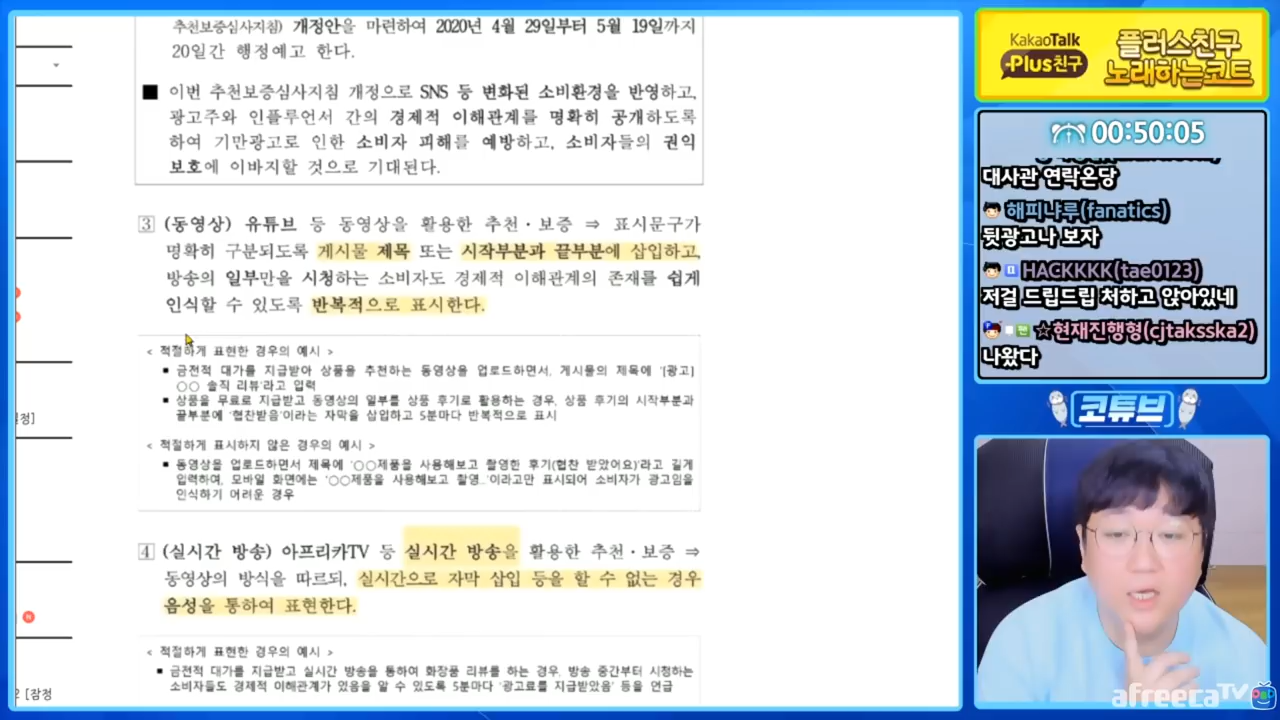 추천보증심사지침) 개정안을 마련하여 2020년 4월 29일부터 5월 19일까지
20일간 행정예고 한다.
■ 이번 추천보증심사지침 개정으로 SNS 등 변화된 소비환경을 반영하고,
광고주와 인플루언서 간의 경제적 이해관계를 명확히 공개하도록
하여 기만광고로 인한 소비자 피해를 예방하고, 소비자들의 권익
보호에 이바지할 것으로 기대된다.
3 (동영상) 유튜브 등 동영상을 활용한 추천·보증 ⇒ 표시문구가
명확히 구분되도록 게시물 제목 또는 시작부분과 끝부분에 삽입하고,
방송의 일부만을 시청하는 소비자도 경제적 이해관계의 존재를 쉽게
인식할 수 있도록 반복적으로 표시한다.
< 적절하게 표현한 경우의 예시 >
■ 금전적 대가를 지급받아 상품을 추천하는 동영상을 업로드하면서, 게시물의 제목에 '[광고]
○○ 솔직 리뷰'라고 입력
■ 상품을 무료로 지급받고 동영상의 일부를 상품 후기로 활용하는 경우, 상품 후기의 시작부분과
끝부분에 '협찬받음'이라는 자막을 삽입하고 5분마다 반복적으로 표시
< 적절하게 표시하지 않은 경우의 예시 >
■ 동영상을 업로드하면서 제목에 '○○제품을 사용해보고 촬영한 후기(협찬 받았어요)'라고 길게
입력하여, 모바일 화면에는 '○○제품을 사용해보고 촬영...'이라고만 표시되어 소비자가 광고임을
인식하기 어려운 경우
4 (실시간 방송) 아프리카TV 등 실시간 방송을 활용한 추천·보증 ⇒
동영상의 방식을 따르되, 실시간으로 자막 삽입 등을 할 수 없는 경우
음성을 통하여 표현한다.
< 적절하게 표현한 경우의 예시 >
■ 금전적 대가를 지급받고 실시간 방송을 통하여 화장품 리뷰를 하는 경우, 방송 중간부터 시청하는
소비자들도 경제적 이해관계가 있음을 알 수 있도록 5분마다 '광고료를 지급받았음' 등을 언급
정]
2 [잠정
KakaoTalk
Plus친구
플러스친구
노래하는코트
00:50:05
대사관 연락온당
해피냐루(fanatics)
뒷광고나 보자
HACKKKK(tae0123)
저걸 드립드립 처하고 앉아있네
☆현재진행형(cjtaksska2)
나왔다
코튜브
afreecaTV